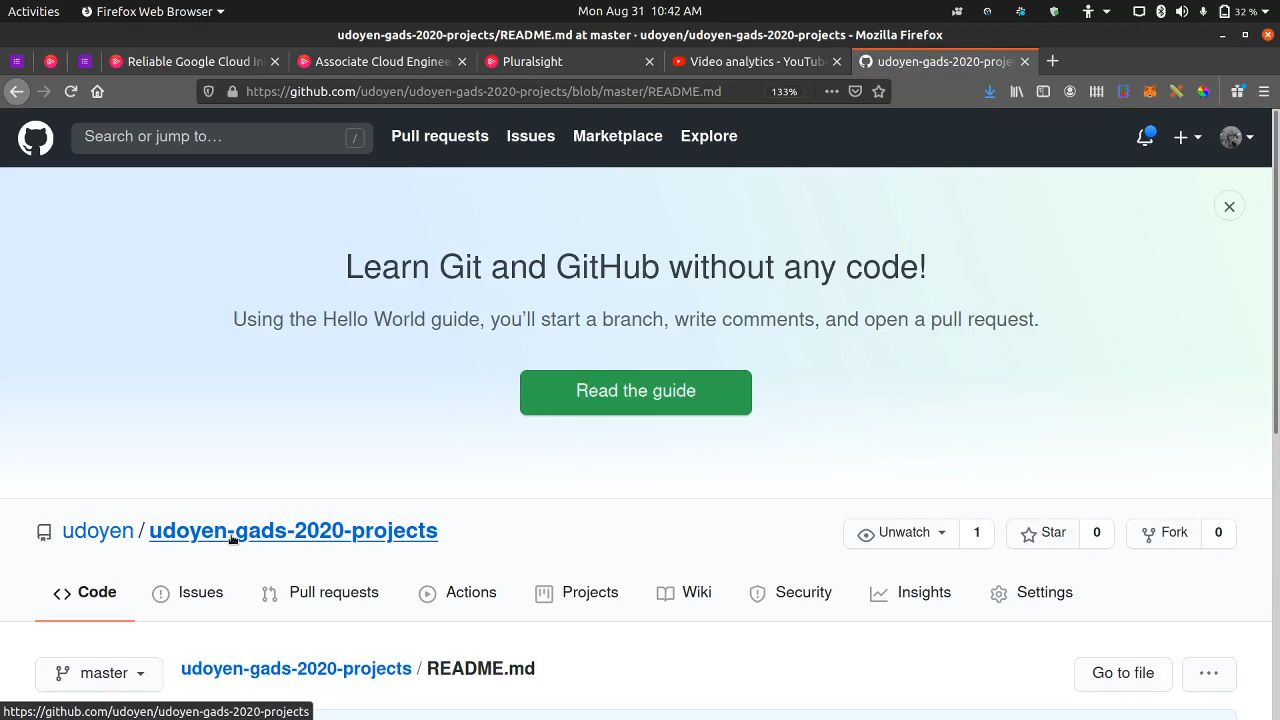 Activities Firefox Web Browser Mon Aug 31 10:42 AM 32 %
udoyen-gads-2020-projects/README.md at master · udoyen/udoyen-gads-2020-projects - Mozilla Firefox
Reliable Google Cloud In Associate Cloud Enginee Pluralsight Video analytics - YouTub udoyen-gads-2020-proje
https://github.com/udoyen/udoyen-gads-2020-projects/blob/master/README.md 133%
Search or jump to… / Pull requests Issues Marketplace Explore
Learn Git and GitHub without any code!
Using the Hello World guide, you’ll start a branch, write comments, and open a pull request.
Read the guide
udoyen / udoyen-gads-2020-projects Unwatch 1 Star 0 Fork 0
Code Issues Pull requests Actions Projects Wiki Security Insights Settings
master udoyen-gads-2020-projects / README.md Go to file
https://github.com/udoyen/udoyen-gads-2020-projects